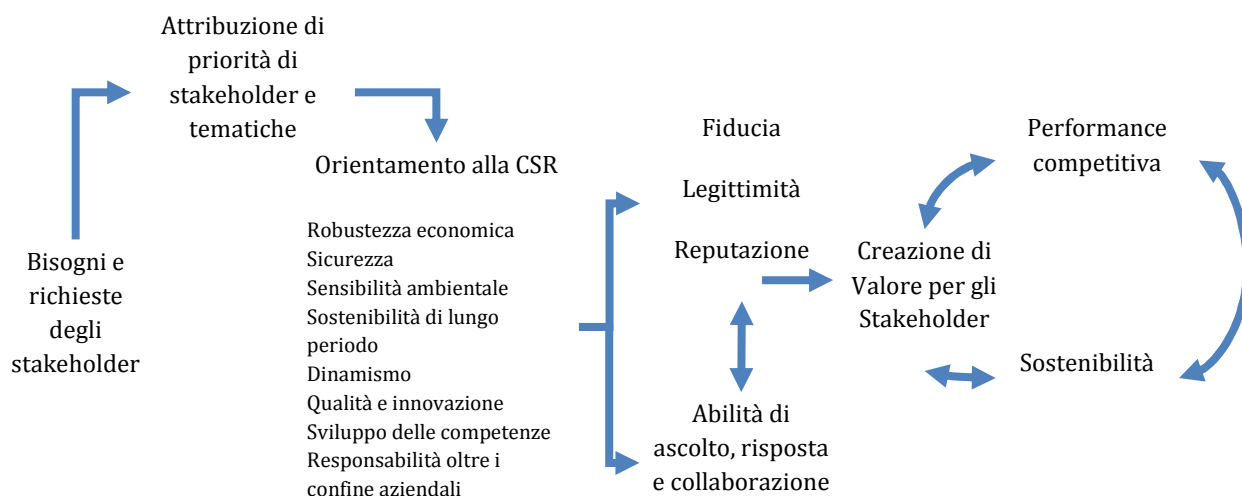 Attribuzione di
priorità di
stakeholder e
tematiche
Bisogni e
richieste
degli
stakeholder
Orientamento alla CSR
Robustezza economica
Sicurezza
Sensibilità ambientale
Sostenibilità di lungo
periodo
Dinamismo
Qualità e innovazione
Sviluppo delle competenze
Responsabilità oltre i
confine aziendali
Fiducia
Legittimità
Reputazione
Abilità di
ascolto, risposta
e collaborazione
Creazione di
Valore per gli
Stakeholder
Performance
competitiva
Sostenibilità